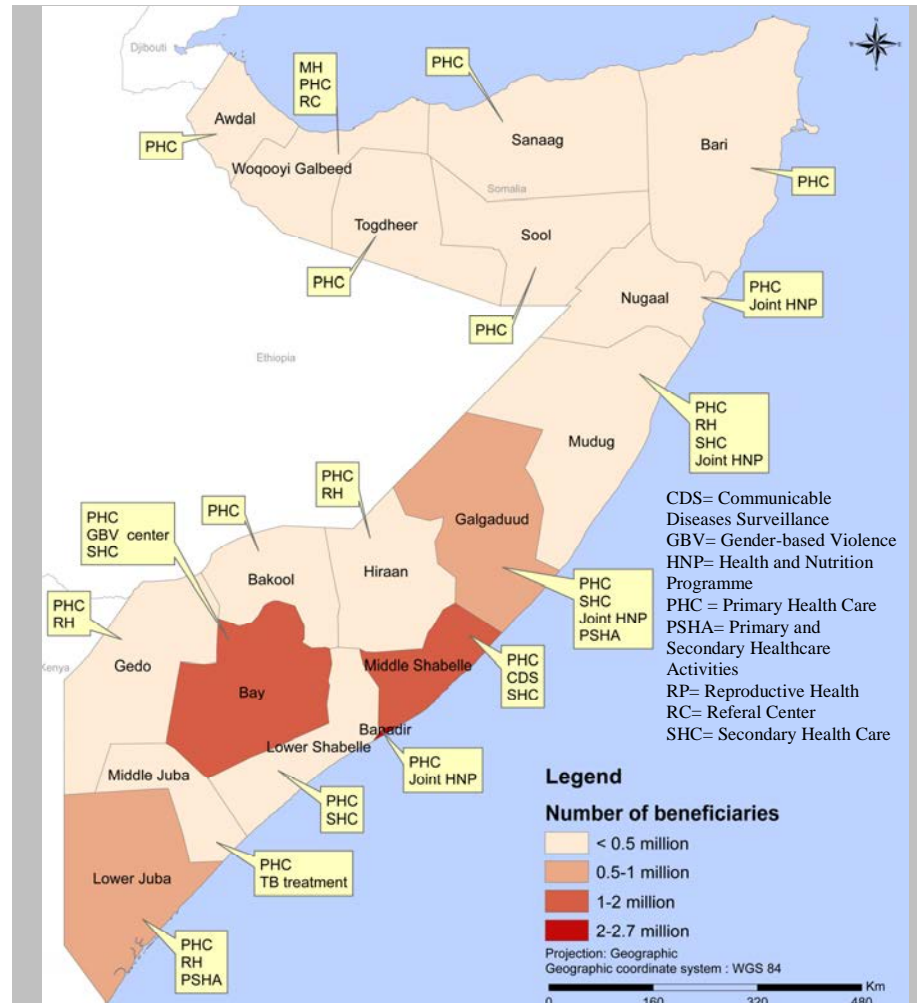 Djibouti
MH
PHC
RC
PHC
Awdal
PHC
Sanaag
Bari
Woqooyi Galbeed
PHC
Somalia
Togdheer
Sool
PHC
PHC
Nugaal
PHC
Joint HNP
Ethiopia
PHC
RH
SHC
Joint HNP
Mudug
PHC
RH
PHC
PHC
GBV center
SHC
Galgaduud
Hiraan
Bakool
PHC
RH
PHC
SHC
Joint HNP
PSHA
Kenya
Gedo
Middle Shabelle
PHC
CDS
SHC
Bay
Banadir
Lower Shabelle
PHC
Joint HNP
Middle Juba
PHC
SHC
PHC
TB treatment
Lower Juba
PHC
RH
PSHA
CDS= Communicable
Diseases Surveillance
GBV= Gender-based Violence
HNP= Health and Nutrition
Programme
PHC = Primary Health Care
PSHA= Primary and
Secondary Healthcare
Activities
RP= Reproductive Health
RC= Referal Center
SHC= Secondary Health Care
Legend
Number of beneficiaries
< 0.5 million
0.5-1 million
1-2 million
2-2.7 million
Projection: Geographic
Geographic coordinate system : WGS 84
Km
0 160 320 480